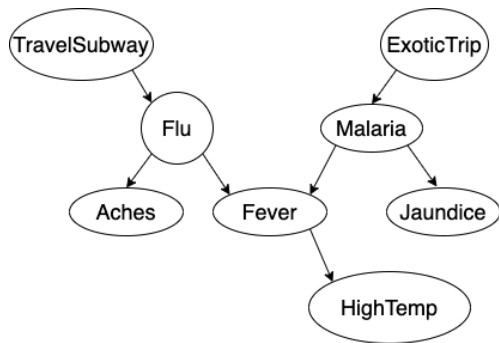 TravelSubway
ExoticTrip
Flu
Malaria
Aches
Fever
Jaundice
HighTemp